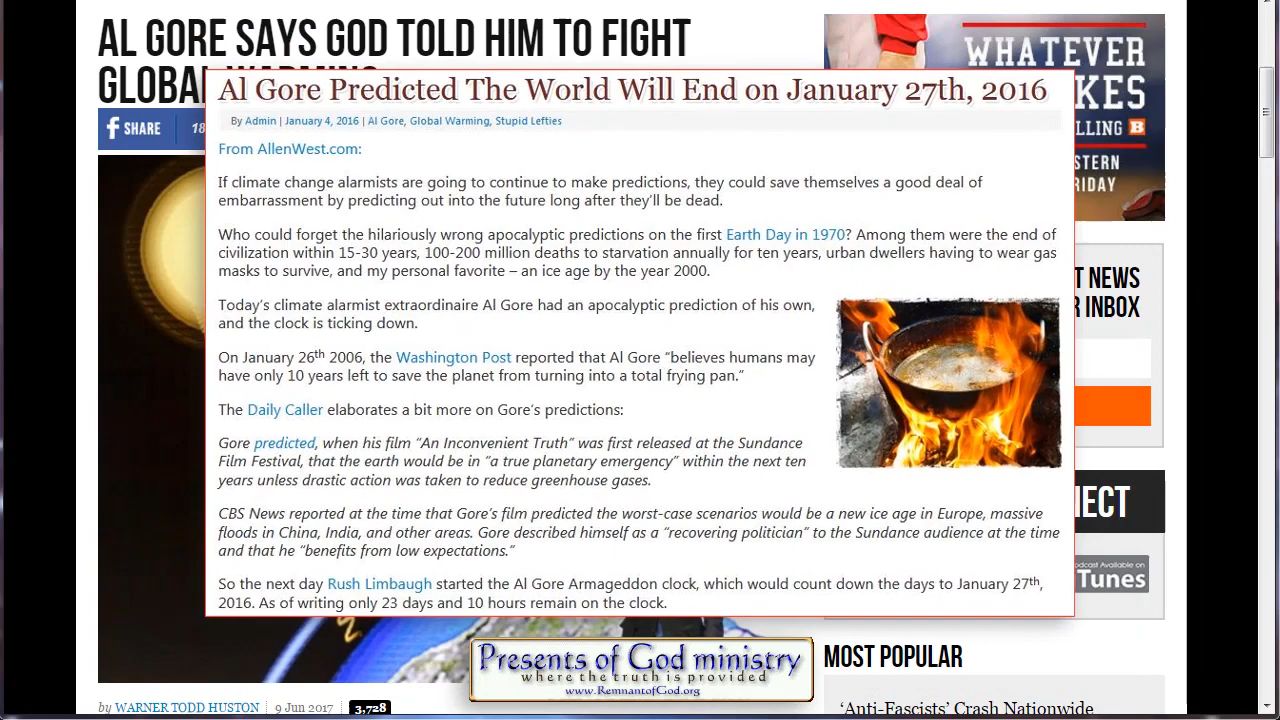 AL GORE SAYS GOD TOLD HIM TO FIGHT
GLOBAL
SHARE
18
Al Gore Predicted The World Will End on January 27th, 2016
By Admin | January 4, 2016 | Al Gore, Global Warming, Stupid Lefties
From AllenWest.com:
If climate change alarmists are going to continue to make predictions, they could save themselves a good deal of
embarrassment by predicting out into the future long after they'll be dead.
Who could forget the hilariously wrong apocalyptic predictions on the first Earth Day in 1970? Among them were the end of
civilization within 15-30 years, 100-200 million deaths to starvation annually for ten years, urban dwellers having to wear gas
masks to survive, and my personal favorite – an ice age by the year 2000.
Today's climate alarmist extraordinaire Al Gore had an apocalyptic prediction of his own,
and the clock is ticking down.
On January 26th 2006, the Washington Post reported that Al Gore "believes humans may
have only 10 years left to save the planet from turning into a total frying pan."
The Daily Caller elaborates a bit more on Gore's predictions:
Gore predicted, when his film "An Inconvenient Truth" was first released at the Sundance
Film Festival, that the earth would be in "a true planetary emergency" within the next ten
years unless drastic action was taken to reduce greenhouse gases.
CBS News reported at the time that Gore's film predicted the worst-case scenarios would be a new ice age in Europe, massive
floods in China, India, and other areas. Gore described himself as a "recovering politician" to the Sundance audience at the time
and that he "benefits from low expectations."
So the next day Rush Limbaugh started the Al Gore Armageddon clock, which would count down the days to January 27th,
2016. As of writing only 23 days and 10 hours remain on the clock.
WHATEVER
KES
LLING B
STERN
RIDAY
T NEWS
R INBOX
NECT
dcast Available on
Tunes
Presents of God ministry
where the truth is provided
www.RemnantofGod.org
MOST POPULAR
'Anti-Fascists' Crash Nationwide
by WARNER TODD HUSTON
9 Jun 2017
3,728